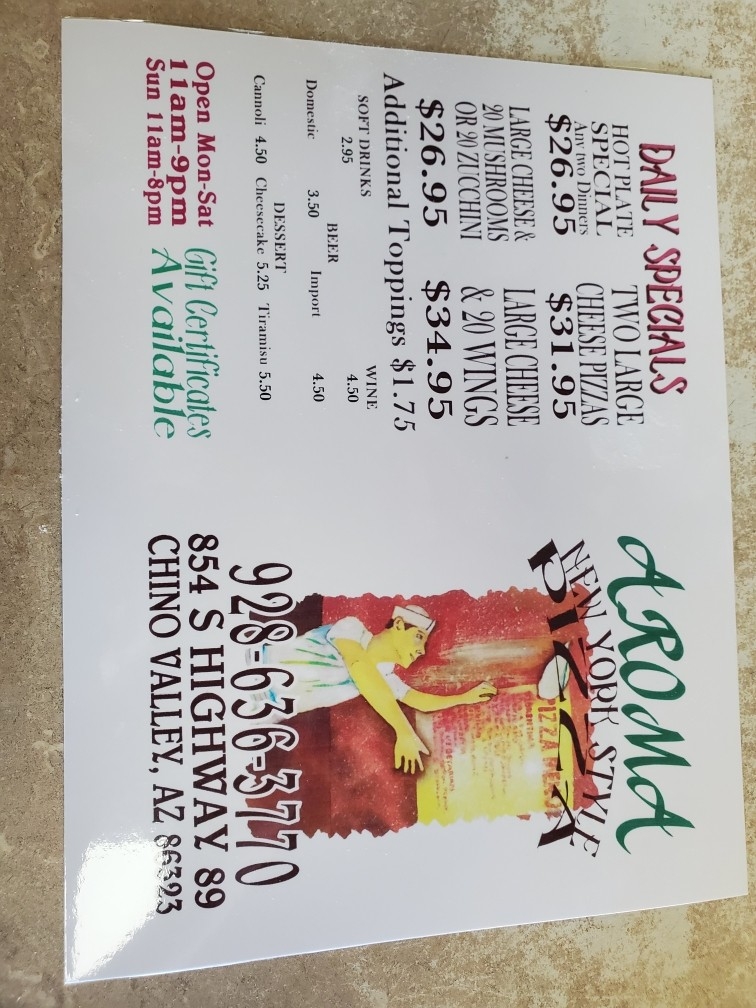 DAILY SPECIALS
HOT PLATE
SPECIAL
Any two Dinners
$26.95
TWO LARGE
CHEESE PIZZAS
$31.95
LARGE CHEESE &
20 MUSHROOMS
OR 20 ZUCCHINI
$26.95
LARGE CHEESE
& 20 WINGS
$34.95
Additional Toppings $1.75
SOFT DRINKS
2.95
WINE
4.50
BEER
Domestic 3.50 Import 4.50
DESSERT
Cannoli 4.50 Cheesecake 5.25 Tiramisu 5.50
Open Mon-Sat
11am-9pm
Sun 11am-8pm
Gift Certificates
Available
AROMA
NEW YORK STYLE
PIZZA
928-636-3770
854 S HIGHWAY 89
CHINO VALLEY, AZ 86323